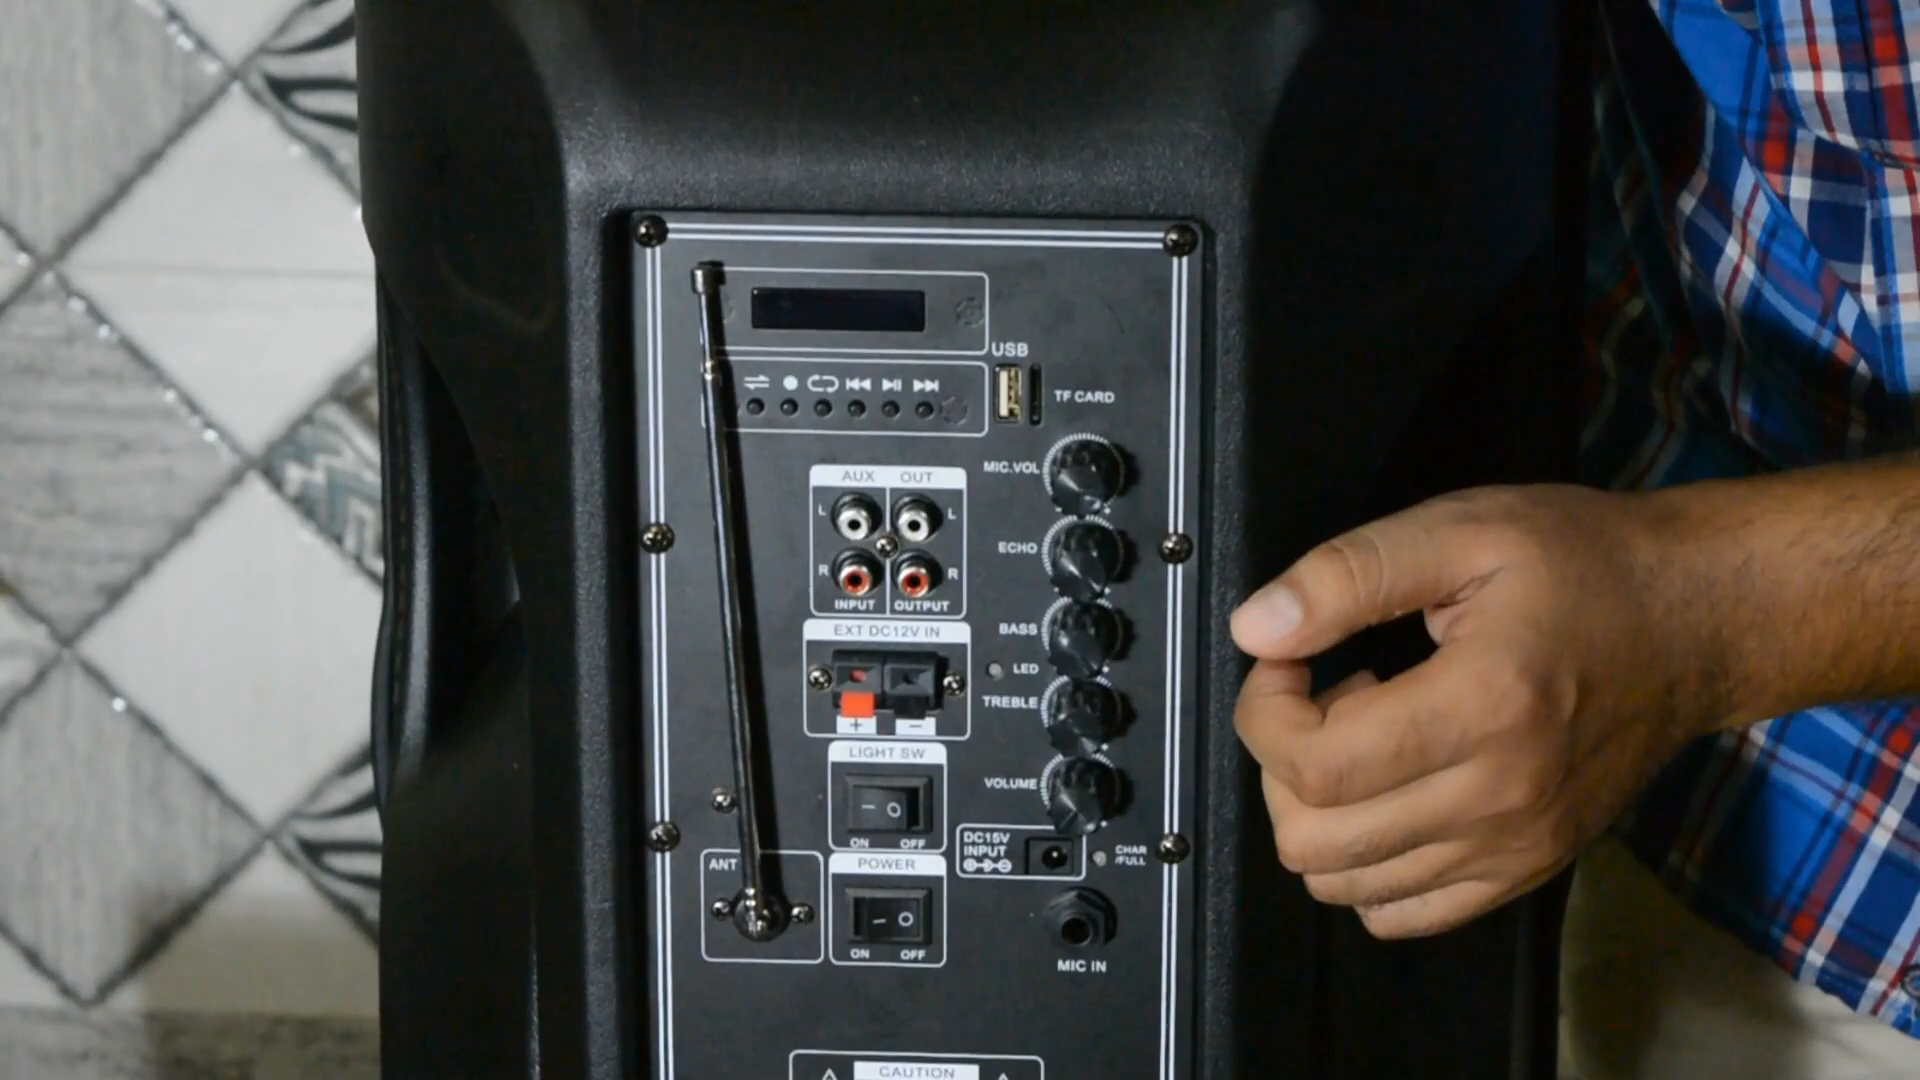 USB
TF CARD
MIC.VOL
AUX OUT
L L
ECHO
R R
INPUT OUTPUT
BASS
EXT DC12V IN
LED
TREBLE
+ −
LIGHT SW
VOLUME
— O
ON OFF
DC15V
INPUT
CHAR
/FULL
ANT
POWER
— O
ON OFF
MIC IN
CAUTION